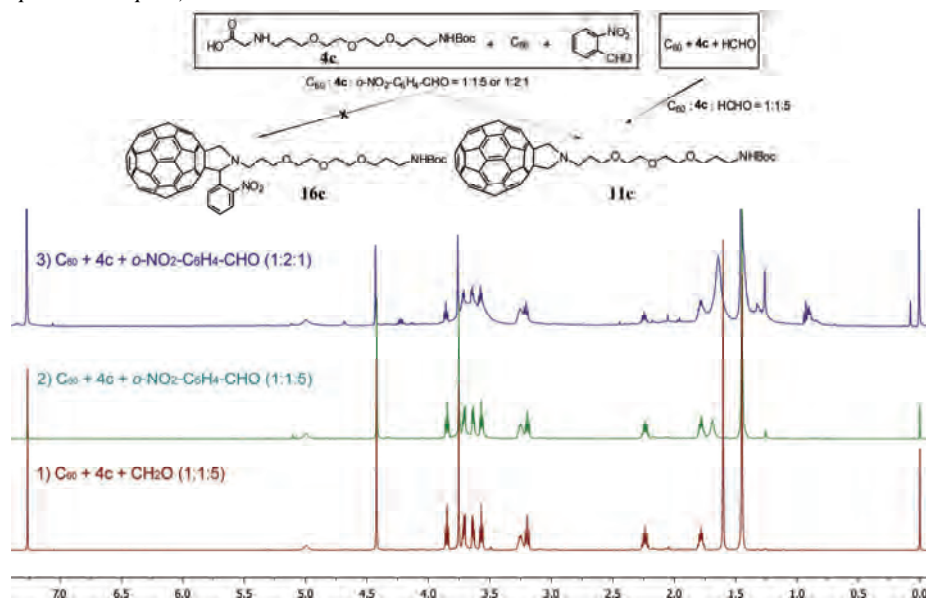 O
HO NH O O O NHBoc + C60 + NO2
CHO
4c
C60 + 4c + HCHO
C60 : 4c : o-NO2-C6H4-CHO = 1:1:5 or 1:2:1
C60 : 4c : HCHO = 1:1:5
N O O O NHBoc
NO2
16c
N O O O NHBoc
11c
3) C60 + 4c + o-NO2-C6H4-CHO (1:2:1)
2) C60 + 4c + o-NO2-C6H4-CHO (1:1:5)
1) C60 + 4c + CH2O (1:1:5)
7.0 6.5 6.0 5.5 5.0 4.5 4.0 3.5 3.0 2.5 2.0 1.5 1.0 0.5 0.0